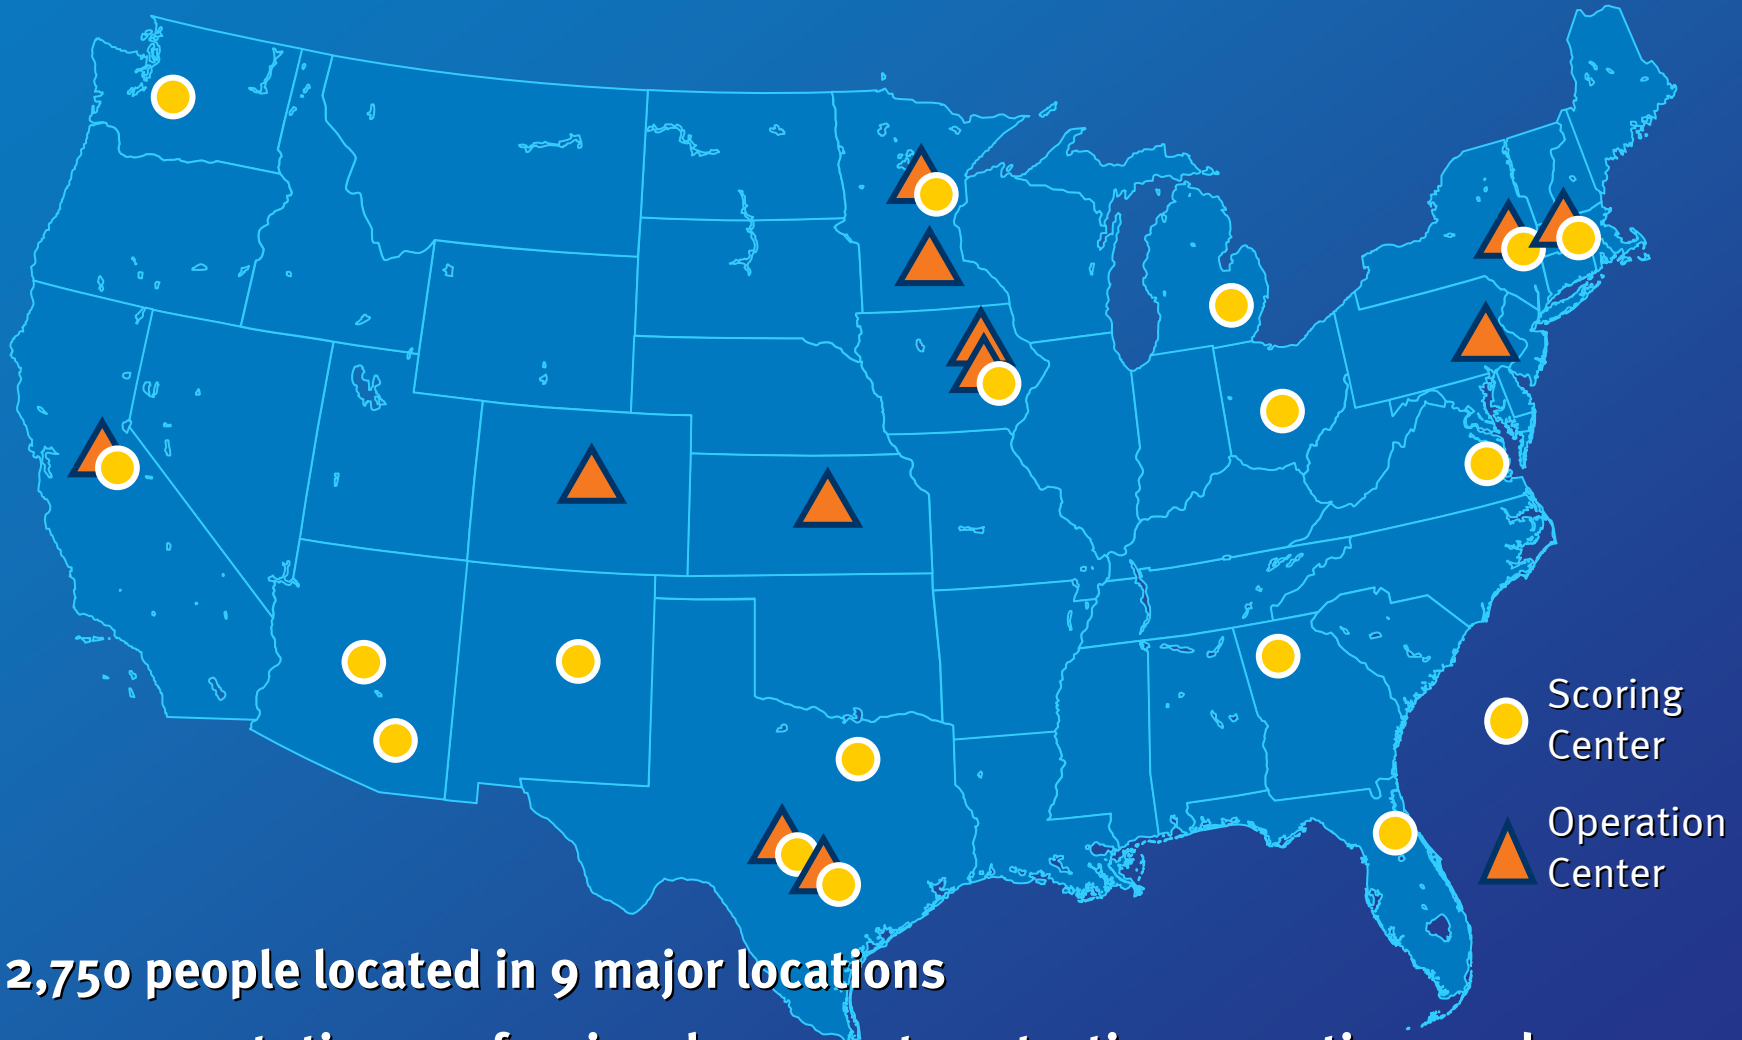 Scoring
Center
Operation
Center
2,750 people located in 9 major locations